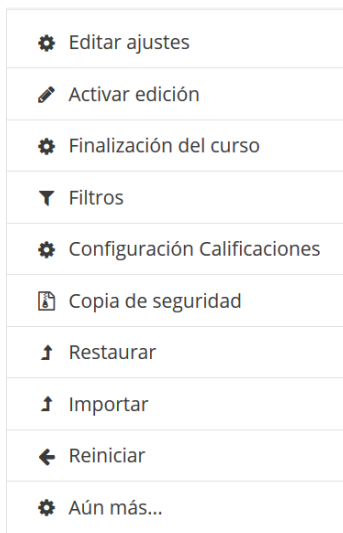 Editar ajustes
Activar edición
Finalización del curso
Filtros
Configuración Calificaciones
Copia de seguridad
Restaurar
Importar
Reiniciar
Aún más...